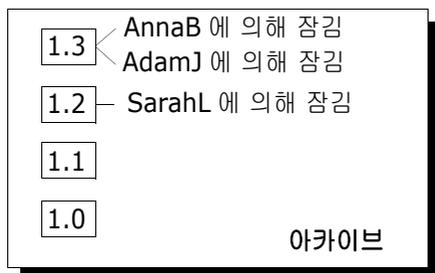 AnnaB 에 의해 잠김
1.3
AdamJ 에 의해 잠김
1.2
SarahL 에 의해 잠김
1.1
1.0
아카이브